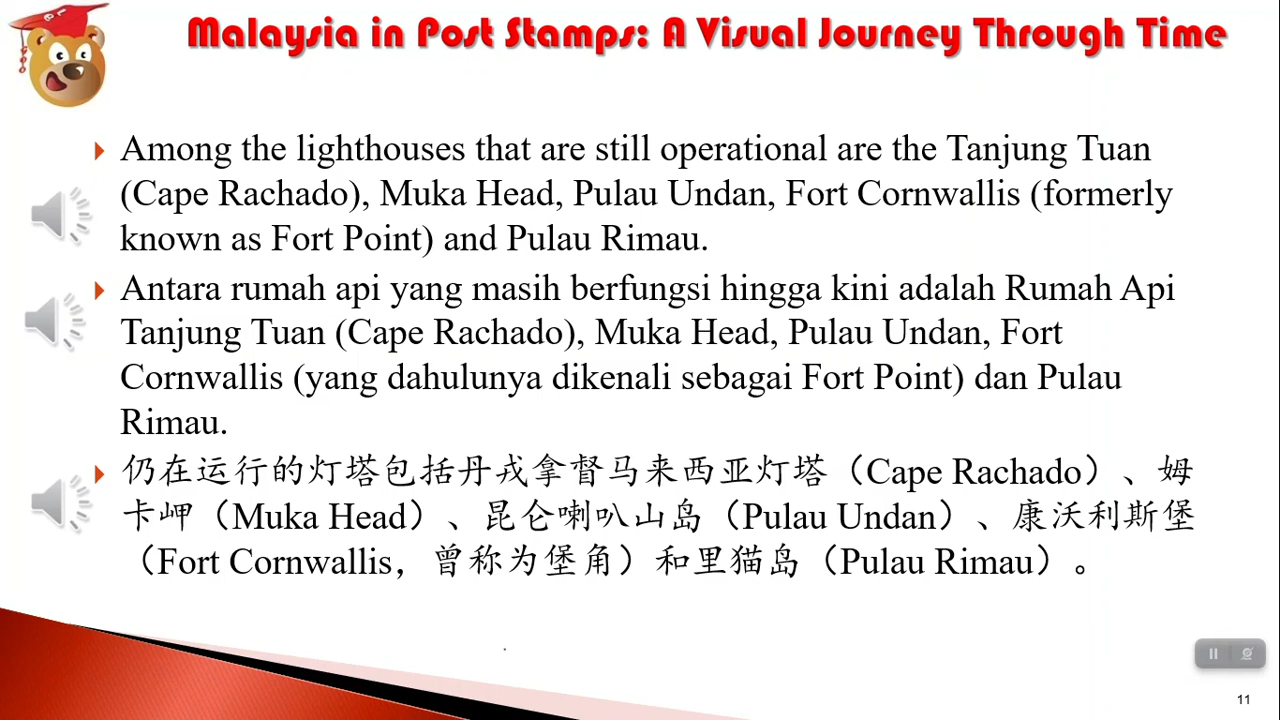 Malaysia in Post Stamps: A Visual Journey Through Time
Among the lighthouses that are still operational are the Tanjung Tuan
(Cape Rachado), Muka Head, Pulau Undan, Fort Cornwallis (formerly
known as Fort Point) and Pulau Rimau.
Antara rumah api yang masih berfungsi hingga kini adalah Rumah Api
Tanjung Tuan (Cape Rachado), Muka Head, Pulau Undan, Fort
Cornwallis (yang dahulunya dikenali sebagai Fort Point) dan Pulau
Rimau.
仍在运行的灯塔包括丹戎拿督马来西亚灯塔（Cape Rachado）、姆
卡岬（Muka Head）、昆仑喇叭山岛（Pulau Undan）、康沃利斯堡
（Fort Cornwallis，曾称为堡角）和里猫岛（Pulau Rimau）。
11